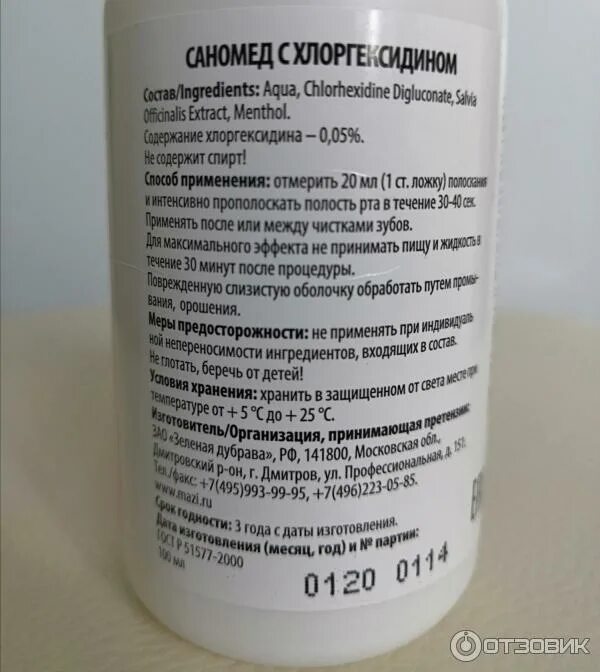 САНОМЕД С ХЛОРГЕКСИДИНОМ
Состав/Ingredients: Aqua, Chlorhexidine Digluconate, Salvia
Officinalis Extract, Menthol.
Содержание хлоргексидина – 0,05%.
Не содержит спирт!
Способ применения: отмерить 20 мл (1 ст. ложку) полоскания
и интенсивно прополоскать полость рта в течение 30-40 сек.
Применять после или между чистками зубов.
Для максимального эффекта не принимать пищу и жидкость в
течение 30 минут после процедуры.
Поврежденную слизистую оболочку обработать путем промы-
вания, орошения.
Меры предосторожности: не применять при индивидуаль
ной непереносимости ингредиентов, входящих в состав.
Не глотать, беречь от детей!
Условия хранения: хранить в защищенном от света месте при
температуре от + 5 °C до + 25 °C.
Изготовитель/Организация, принимающая претензии:
ЗАО «Зеленая дубрава», РФ, 141800, Московская обл.,
Дмитровский р-он, г. Дмитров, ул. Профессиональная, д. 151.
Тел./факс: +7(495)993-99-95, +7(496)223-05-85.
www.mazi.ru
Срок годности: 3 года с даты изготовления.
Дата изготовления (месяц, год) и № партии:
ГОСТ Р 51577-2000
100 мл
0120 0114
ОТЗОВИК